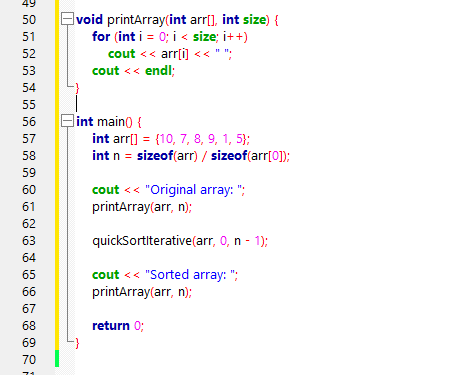 49
50 void printArray(int arr[], int size) {
51 for (int i = 0; i < size; i++)
52 cout << arr[i] << " ";
53 cout << endl;
54 }
55
56 int main() {
57 int arr[] = {10, 7, 8, 9, 1, 5};
58 int n = sizeof(arr) / sizeof(arr[0]);
59
60 cout << "Original array: ";
61 printArray(arr, n);
62
63 quickSortIterative(arr, 0, n - 1);
64
65 cout << "Sorted array: ";
66 printArray(arr, n);
67
68 return 0;
69 }
70
71